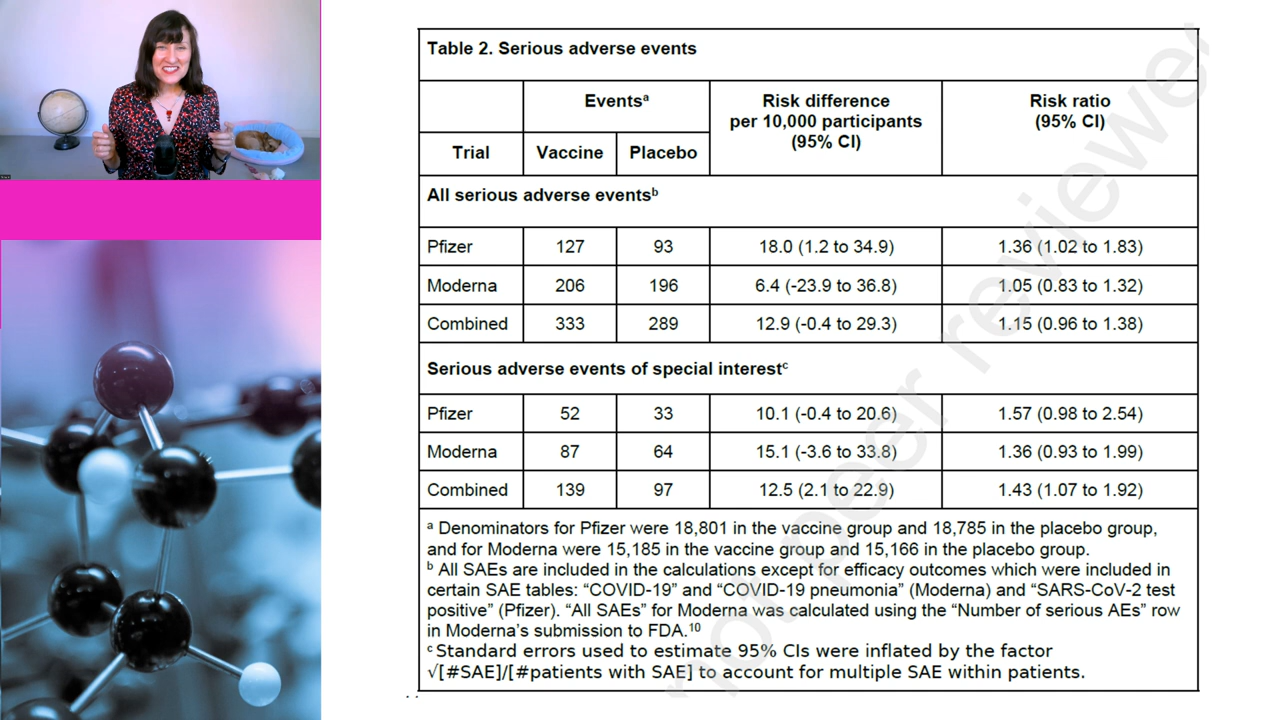 Table 2. Serious adverse events
Eventsᵃ
Risk difference
per 10,000 participants
(95% CI)
Risk ratio
(95% CI)
Trial Vaccine Placebo
All serious adverse eventsᵇ
Pfizer 127 93 18.0 (1.2 to 34.9) 1.36 (1.02 to 1.83)
Moderna 206 196 6.4 (-23.9 to 36.8) 1.05 (0.83 to 1.32)
Combined 333 289 12.9 (-0.4 to 29.3) 1.15 (0.96 to 1.38)
Serious adverse events of special interestᶜ
Pfizer 52 33 10.1 (-0.4 to 20.6) 1.57 (0.98 to 2.54)
Moderna 87 64 15.1 (-3.6 to 33.8) 1.36 (0.93 to 1.99)
Combined 139 97 12.5 (2.1 to 22.9) 1.43 (1.07 to 1.92)
ᵃ Denominators for Pfizer were 18,801 in the vaccine group and 18,785 in the placebo group,
and for Moderna were 15,185 in the vaccine group and 15,166 in the placebo group.
ᵇ All SAEs are included in the calculations except for efficacy outcomes which were included in
certain SAE tables: “COVID-19” and “COVID-19 pneumonia” (Moderna) and “SARS-CoV-2 test
positive” (Pfizer). “All SAEs” for Moderna was calculated using the “Number of serious AEs” row
in Moderna’s submission to FDA.¹⁰
ᶜ Standard errors used to estimate 95% CIs were inflated by the factor
√[#SAE]/[#patients with SAE] to account for multiple SAE within patients.
not peer reviewe